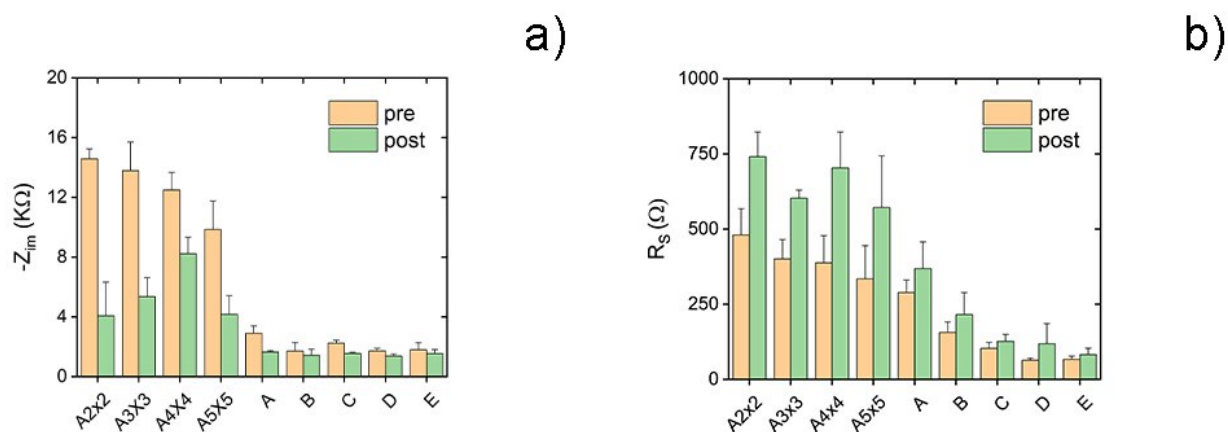 a)
20
16
12
8
4
0
-Zim (KΩ)
pre
post
A2x2
A3X3
A4X4
A5X5
A
B
C
D
E
b)
1000
750
500
250
0
RS (Ω)
pre
post
A2x2
A3x3
A4x4
A5x5
A
B
C
D
E